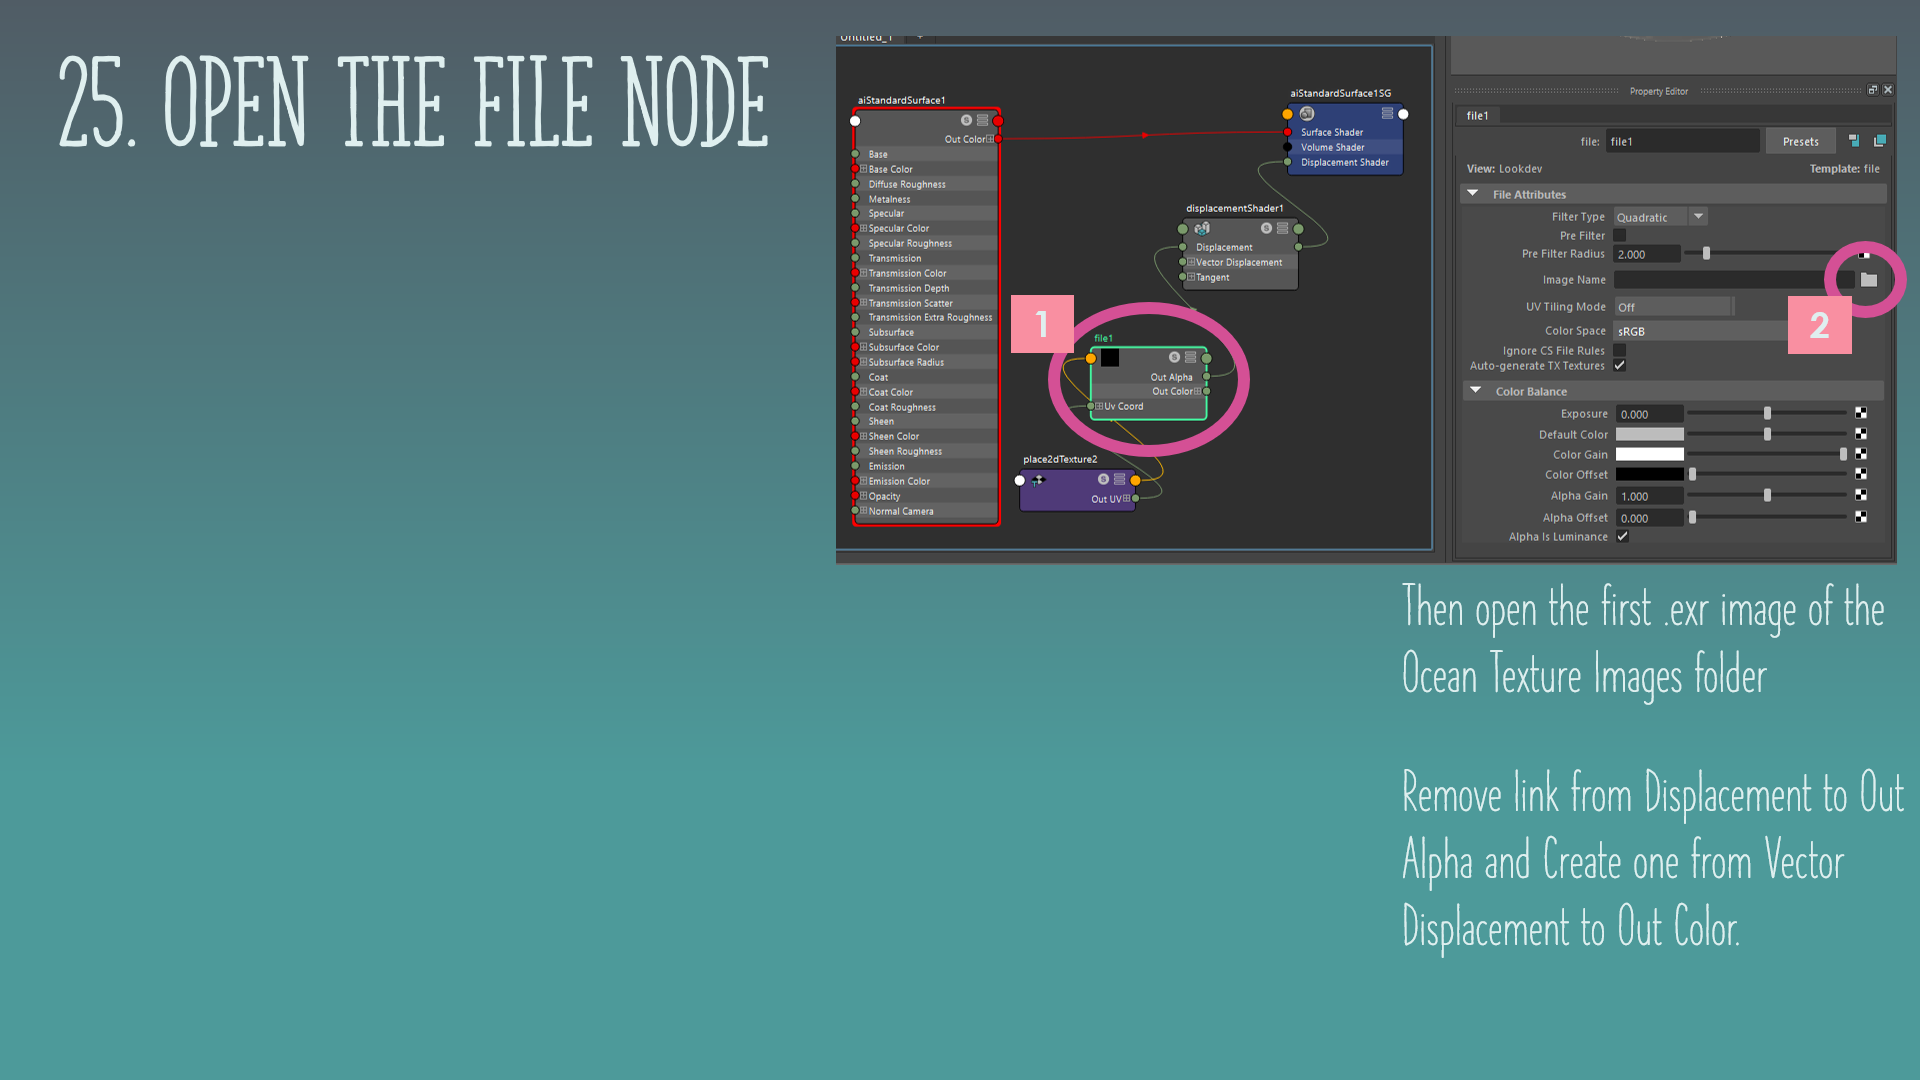 25. OPEN THE FILE NODE
Untitled_1
aiStandardSurface1
Out Color
Base
Base Color
Diffuse Roughness
Metalness
Specular
Specular Color
Specular Roughness
Transmission
Transmission Color
Transmission Depth
Transmission Scatter
Transmission Extra Roughness
Subsurface
Subsurface Color
Subsurface Radius
Coat
Coat Color
Coat Roughness
Sheen
Sheen Color
Sheen Roughness
Emission
Emission Color
Opacity
Normal Camera
aiStandardSurface1SG
Surface Shader
Volume Shader
Displacement Shader
displacementShader1
Displacement
Vector Displacement
Tangent
1
file1
Out Alpha
Out Color
Uv Coord
place2dTexture2
Out UV
Property Editor
file1
file: file1 Presets
View: Lookdev Template: file
File Attributes
Filter Type Quadratic
Pre Filter
Pre Filter Radius 2.000
Image Name
UV Tiling Mode Off
2
Color Space sRGB
Ignore CS File Rules
Auto-generate TX Textures
Color Balance
Exposure 0.000
Default Color
Color Gain
Color Offset
Alpha Gain 1.000
Alpha Offset 0.000
Alpha Is Luminance
Then open the first .exr image of the
Ocean Texture Images folder
Remove link from Displacement to Out
Alpha and Create one from Vector
Displacement to Out Color.